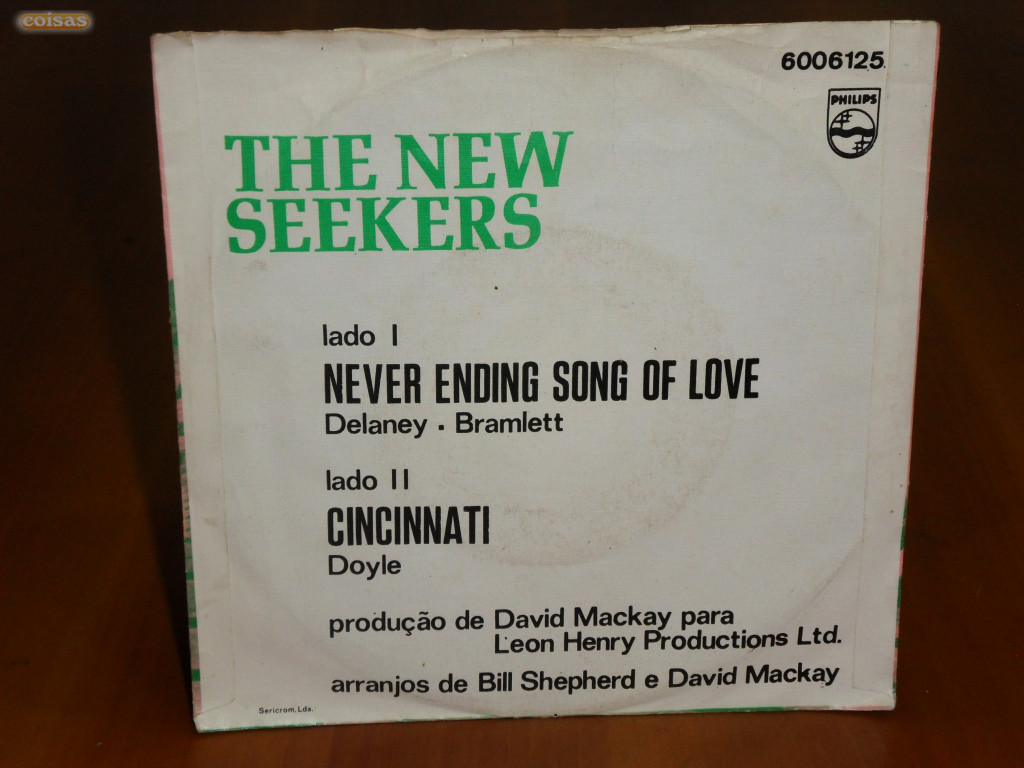 coisas
6006125
PHILIPS
THE NEW
SEEKERS
lado I
NEVER ENDING SONG OF LOVE
Delaney . Bramlett
lado II
CINCINNATI
Doyle
produção de David Mackay para
Leon Henry Productions Ltd.
arranjos de Bill Shepherd e David Mackay
Sericrom, Lda.